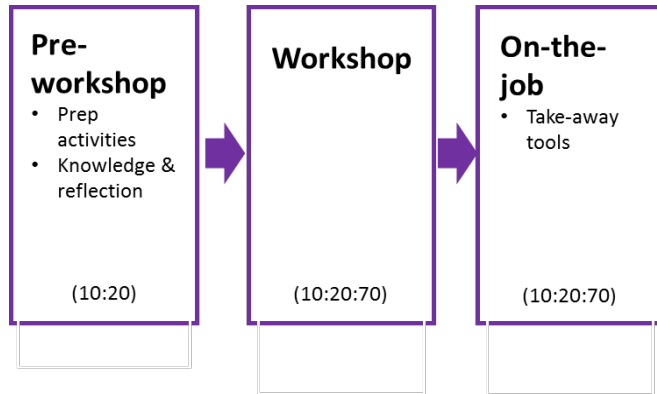 Pre-
workshop
• Prep
activities
• Knowledge &
reflection
(10:20)
Workshop
(10:20:70)
On-the-
job
• Take-away
tools
(10:20:70)